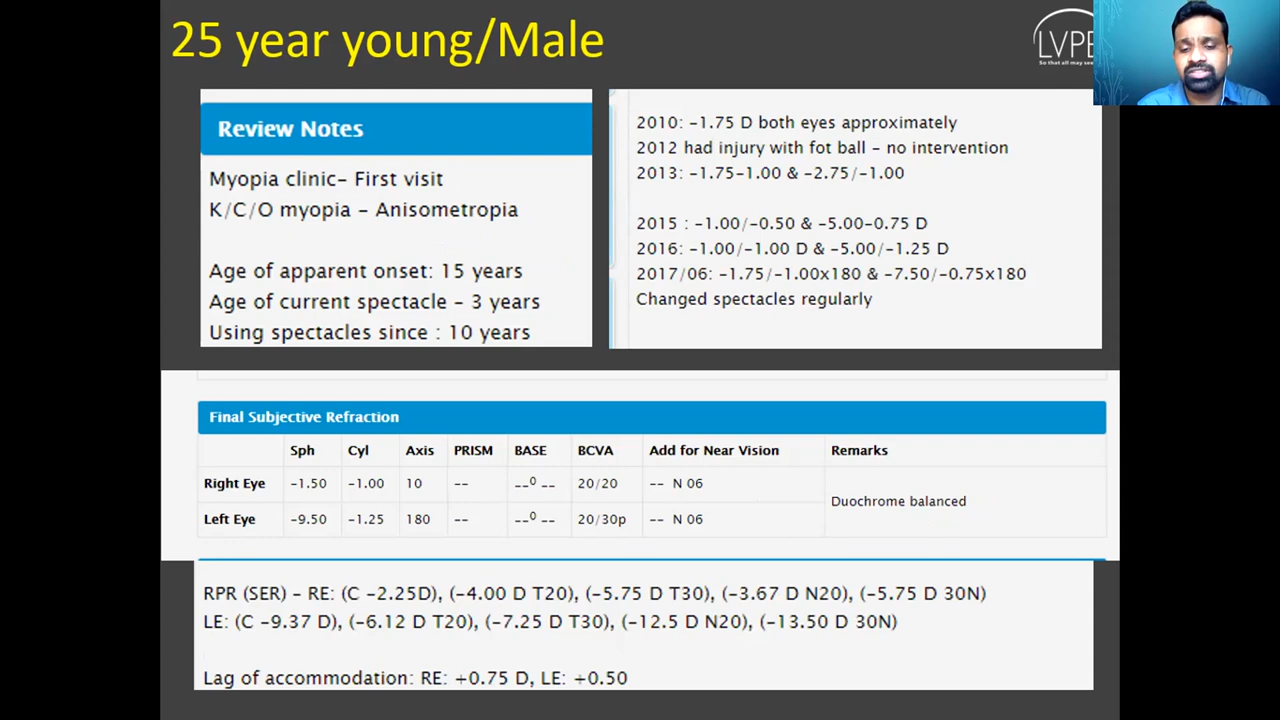 25 year young/Male
LVPE
So that all may see
Review Notes
Myopia clinic– First visit
K/C/O myopia – Anisometropia
Age of apparent onset: 15 years
Age of current spectacle – 3 years
Using spectacles since : 10 years
2010: -1.75 D both eyes approximately
2012 had injury with fot ball – no intervention
2013: -1.75-1.00 & -2.75/-1.00
2015 : -1.00/-0.50 & -5.00-0.75 D
2016: -1.00/-1.00 D & -5.00/-1.25 D
2017/06: -1.75/-1.00x180 & -7.50/-0.75x180
Changed spectacles regularly
Final Subjective Refraction
Sph Cyl Axis PRISM BASE BCVA Add for Near Vision Remarks
Right Eye -1.50 -1.00 10 -- --⁰ -- 20/20 -- N 06
Duochrome balanced
Left Eye -9.50 -1.25 180 -- --⁰ -- 20/30p -- N 06
RPR (SER) – RE: (C -2.25D), (-4.00 D T20), (-5.75 D T30), (-3.67 D N20), (-5.75 D 30N)
LE: (C -9.37 D), (-6.12 D T20), (-7.25 D T30), (-12.5 D N20), (-13.50 D 30N)
Lag of accommodation: RE: +0.75 D, LE: +0.50